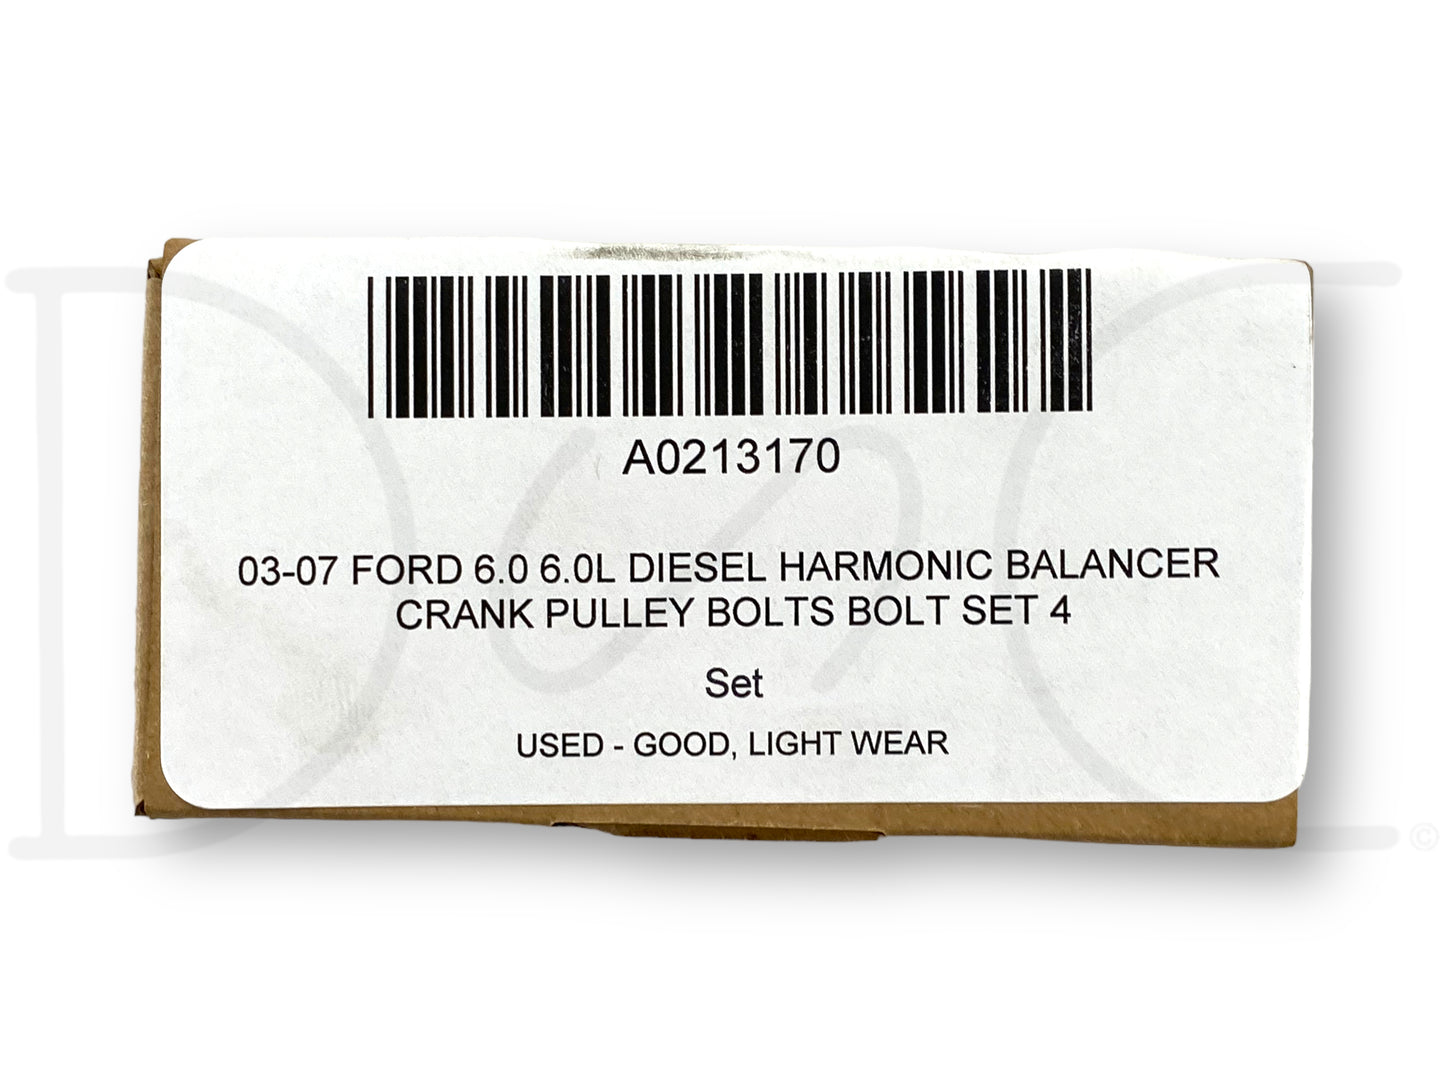 A0213170
03-07 FORD 6.0 6.0L DIESEL HARMONIC BALANCER
CRANK PULLEY BOLTS BOLT SET 4
Set
USED - GOOD, LIGHT WEAR
©